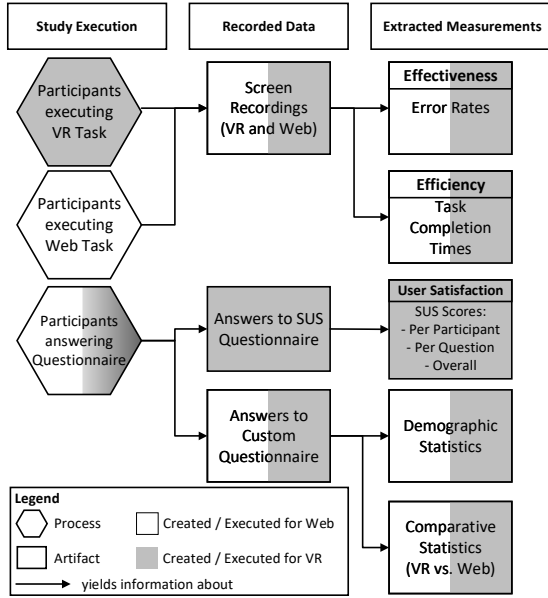 Study Execution
Recorded Data
Extracted Measurements
Participants
executing
VR Task
Screen
Recordings
(VR and Web)
Effectiveness
Error Rates
Participants
executing
Web Task
Efficiency
Task
Completion
Times
Participants
answering
Questionnaire
Answers to SUS
Questionnaire
User Satisfaction
SUS Scores:
- Per Participant
- Per Question
- Overall
Answers to
Custom
Questionnaire
Demographic
Statistics
Comparative
Statistics
(VR vs. Web)
Legend
Process
Created / Executed for Web
Artifact
Created / Executed for VR
yields information about